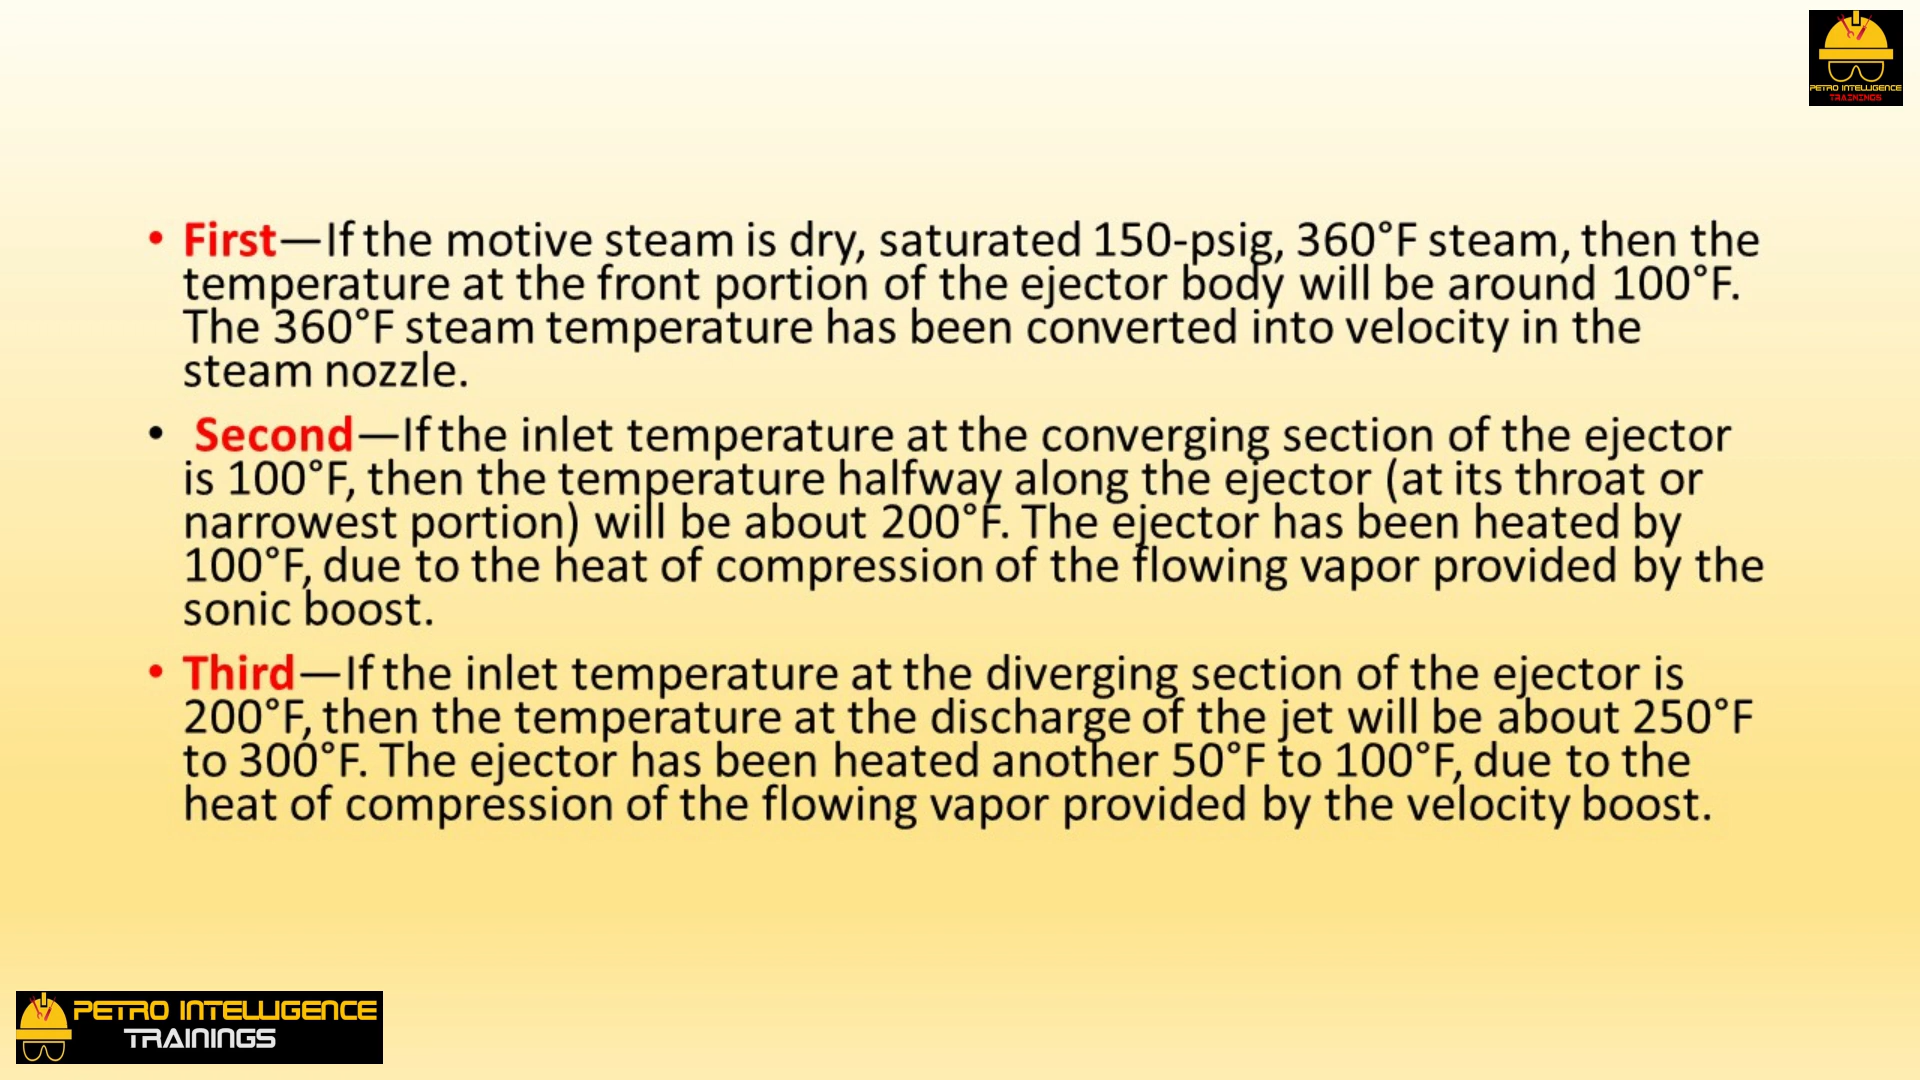 PETRO INTELLIGENCE
TRAININGS
• First—If the motive steam is dry, saturated 150-psig, 360°F steam, then the
temperature at the front portion of the ejector body will be around 100°F.
The 360°F steam temperature has been converted into velocity in the
steam nozzle.
• Second—If the inlet temperature at the converging section of the ejector
is 100°F, then the temperature halfway along the ejector (at its throat or
narrowest portion) will be about 200°F. The ejector has been heated by
100°F, due to the heat of compression of the flowing vapor provided by the
sonic boost.
• Third—If the inlet temperature at the diverging section of the ejector is
200°F, then the temperature at the discharge of the jet will be about 250°F
to 300°F. The ejector has been heated another 50°F to 100°F, due to the
heat of compression of the flowing vapor provided by the velocity boost.
PETRO INTELLIGENCE
TRAININGS